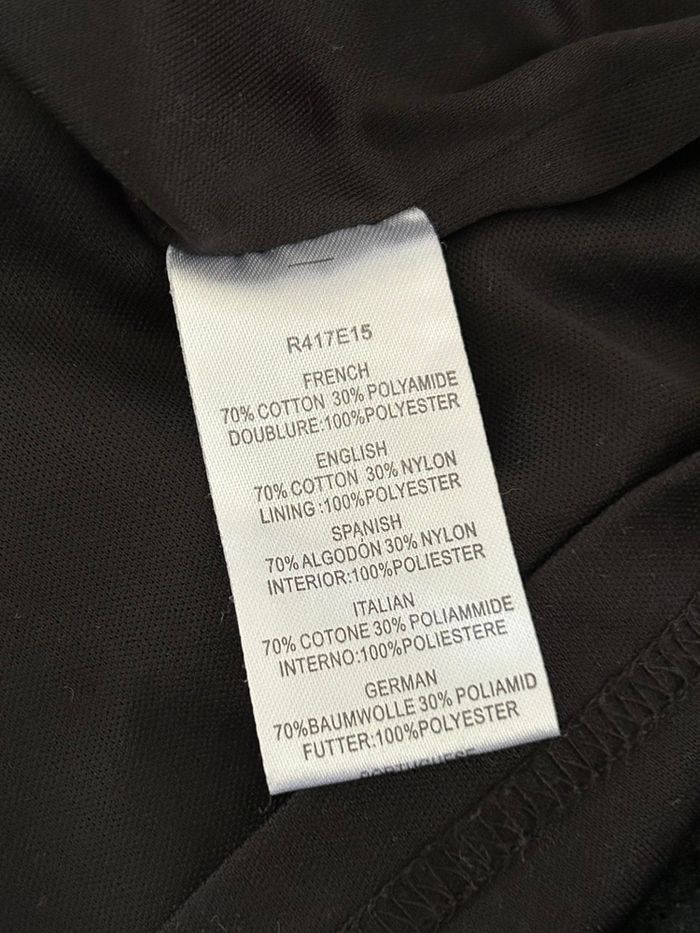 R417E15
FRENCH
70% COTTON 30% POLYAMIDE
DOUBLURE:100%POLYESTER
ENGLISH
70% COTTON 30% NYLON
LINING :100%POLYESTER
SPANISH
70% ALGODÓN 30% NYLON
INTERIOR:100%POLIESTER
ITALIAN
70% COTONE 30% POLIAMMIDE
INTERNO:100%POLIESTERE
GERMAN
70%BAUMWOLLE 30% POLIAMID
FUTTER:100%POLYESTER
PORTUGUESE